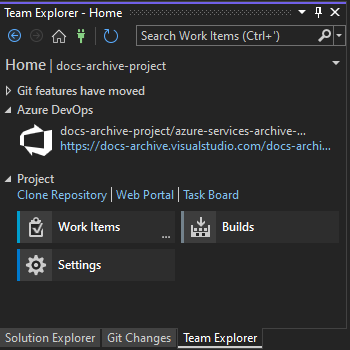 Team Explorer - Home
Search Work Items (Ctrl+')
Home | docs-archive-project
Git features have moved
Azure DevOps
docs-archive-project/azure-services-archive-...
https://docs-archive.visualstudio.com/docs-archi...
Project
Clone Repository | Web Portal | Task Board
Work Items ... Builds
Settings
Solution Explorer Git Changes Team Explorer